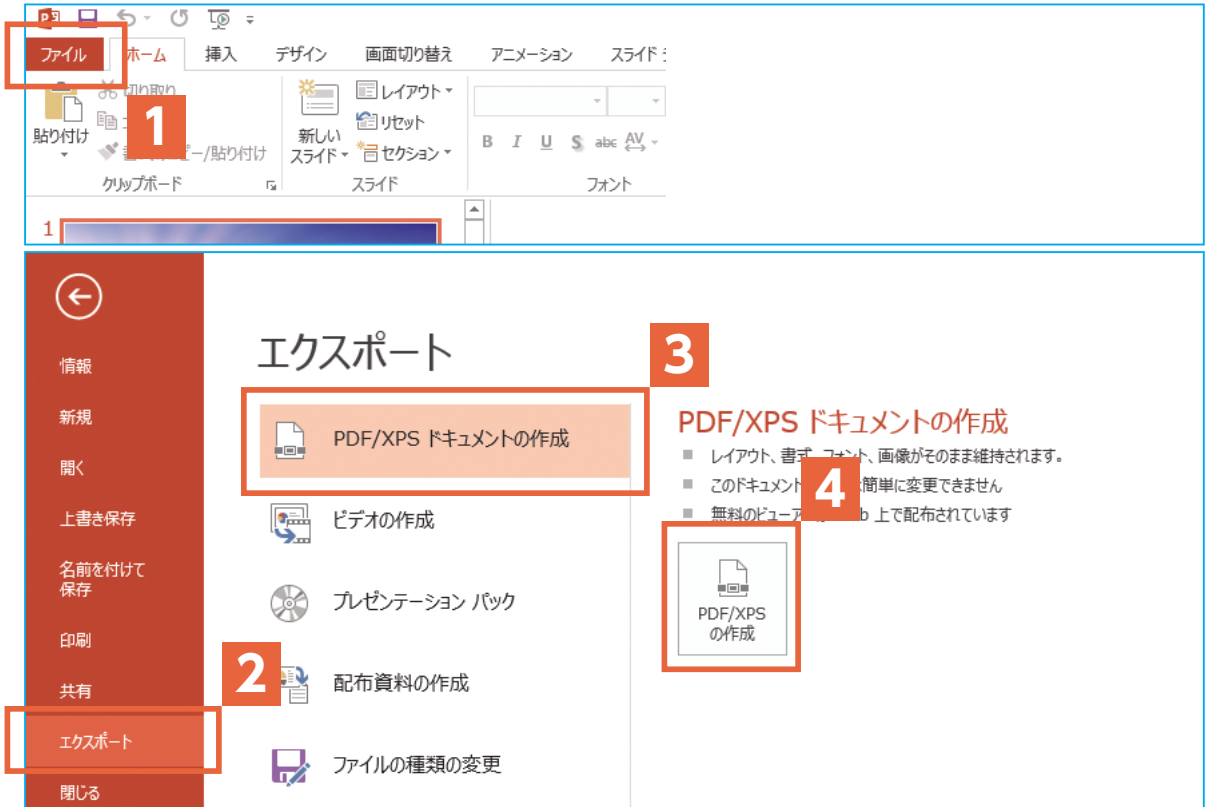 ファイル ホーム 挿入 デザイン 画面切り替え アニメーション スライド
切り取り
貼り付け
/貼り付け
新しい
スライド
レイアウト
リセット
セクション
B I U S abc AV
クリップボード スライド フォント
1
1
エクスポート
情報
新規
開く
上書き保存
名前を付けて
保存
印刷
共有
エクスポート
閉じる
2
3
PDF/XPS ドキュメントの作成
ビデオの作成
プレゼンテーション パック
配布資料の作成
ファイルの種類の変更
PDF/XPS ドキュメントの作成
レイアウト、書式、フォント、画像がそのまま維持されます。
このドキュメント 簡単に変更できません
無料のビューア b 上で配布されています
4
PDF/XPS
の作成